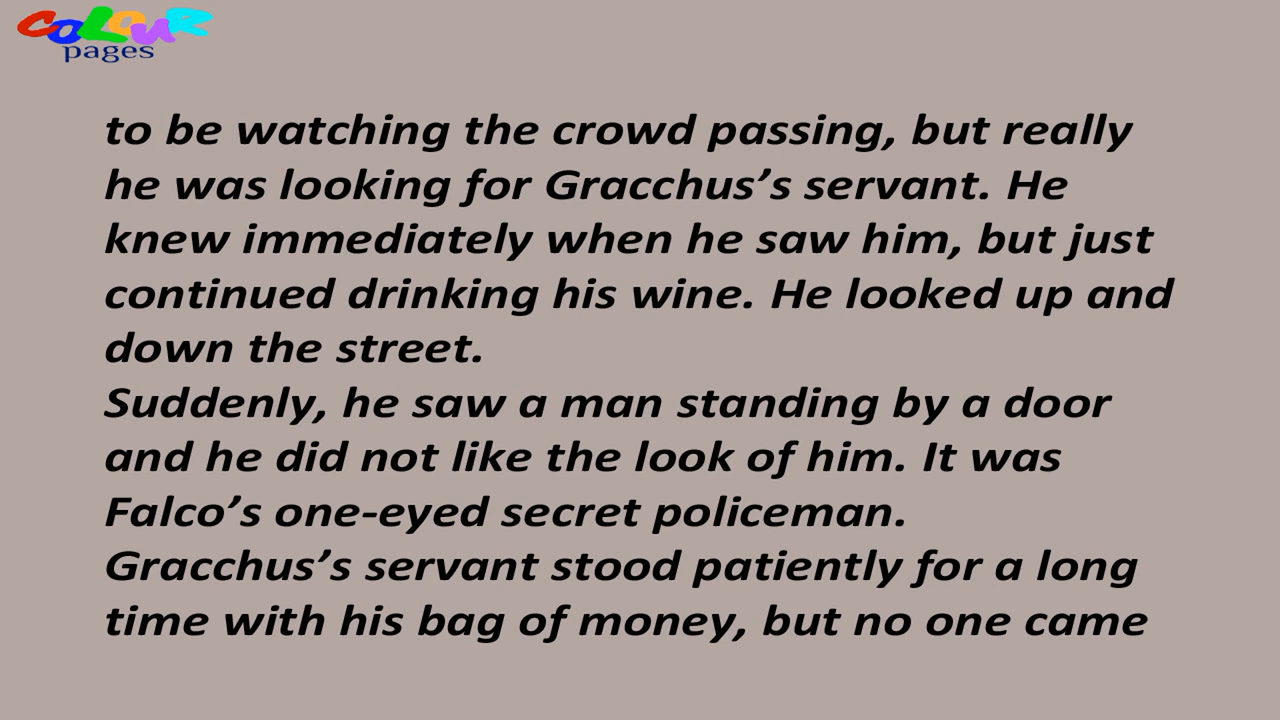 COLOUR
pages
to be watching the crowd passing, but really
he was looking for Gracchus’s servant. He
knew immediately when he saw him, but just
continued drinking his wine. He looked up and
down the street.
Suddenly, he saw a man standing by a door
and he did not like the look of him. It was
Falco’s one-eyed secret policeman.
Gracchus’s servant stood patiently for a long
time with his bag of money, but no one came